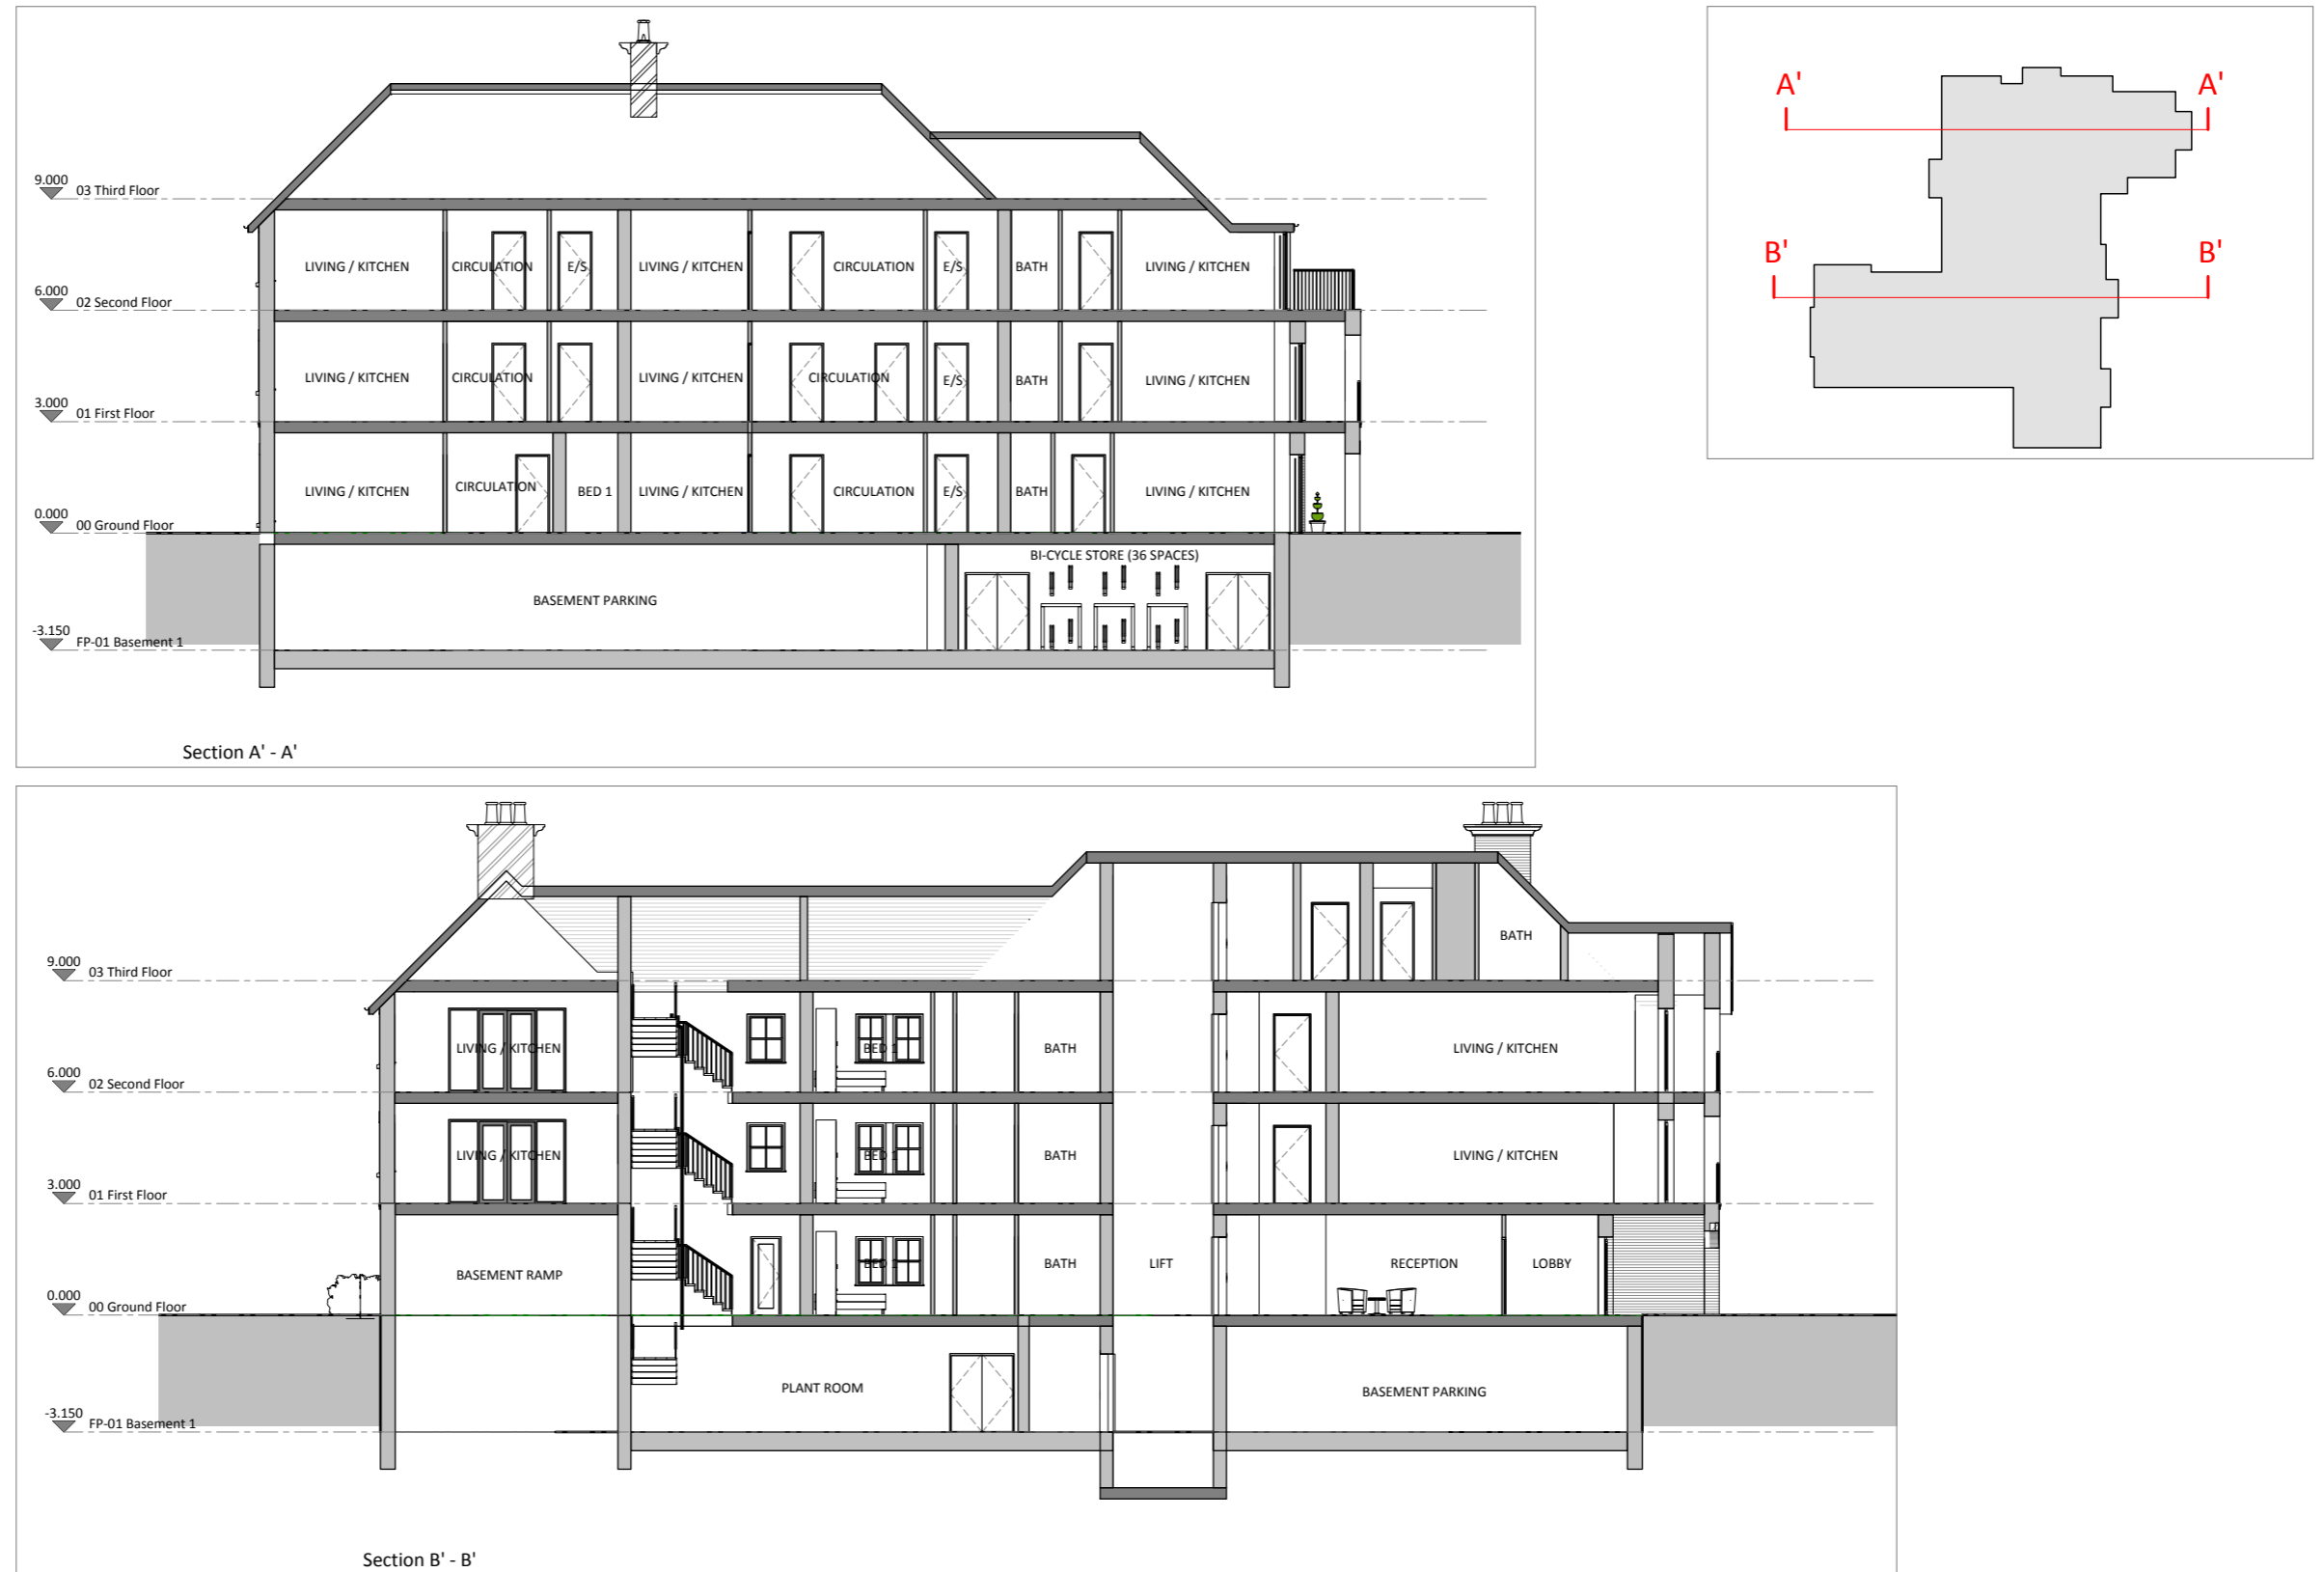 9.000
03 Third Floor
LIVING / KITCHEN
CIRCULATION
E/S
LIVING / KITCHEN
CIRCULATION
E/S
BATH
LIVING / KITCHEN
6.000
02 Second Floor
LIVING / KITCHEN
CIRCULATION
LIVING / KITCHEN
CIRCULATION
E/S
BATH
LIVING / KITCHEN
3.000
01 First Floor
LIVING / KITCHEN
CIRCULATION
BED 1
LIVING / KITCHEN
CIRCULATION
E/S
BATH
LIVING / KITCHEN
0.000
00 Ground Floor
BI-CYCLE STORE (36 SPACES)
BASEMENT PARKING
-3.150
FP-01 Basement 1
Section A' - A'
A'
A'
B'
B'
BATH
9.000
03 Third Floor
LIVING / KITCHEN
BED 1
BATH
LIVING / KITCHEN
6.000
02 Second Floor
LIVING / KITCHEN
BED 1
BATH
LIVING / KITCHEN
3.000
01 First Floor
BASEMENT RAMP
BED 1
BATH
LIFT
RECEPTION
LOBBY
0.000
00 Ground Floor
PLANT ROOM
BASEMENT PARKING
-3.150
FP-01 Basement 1
Section B' - B'